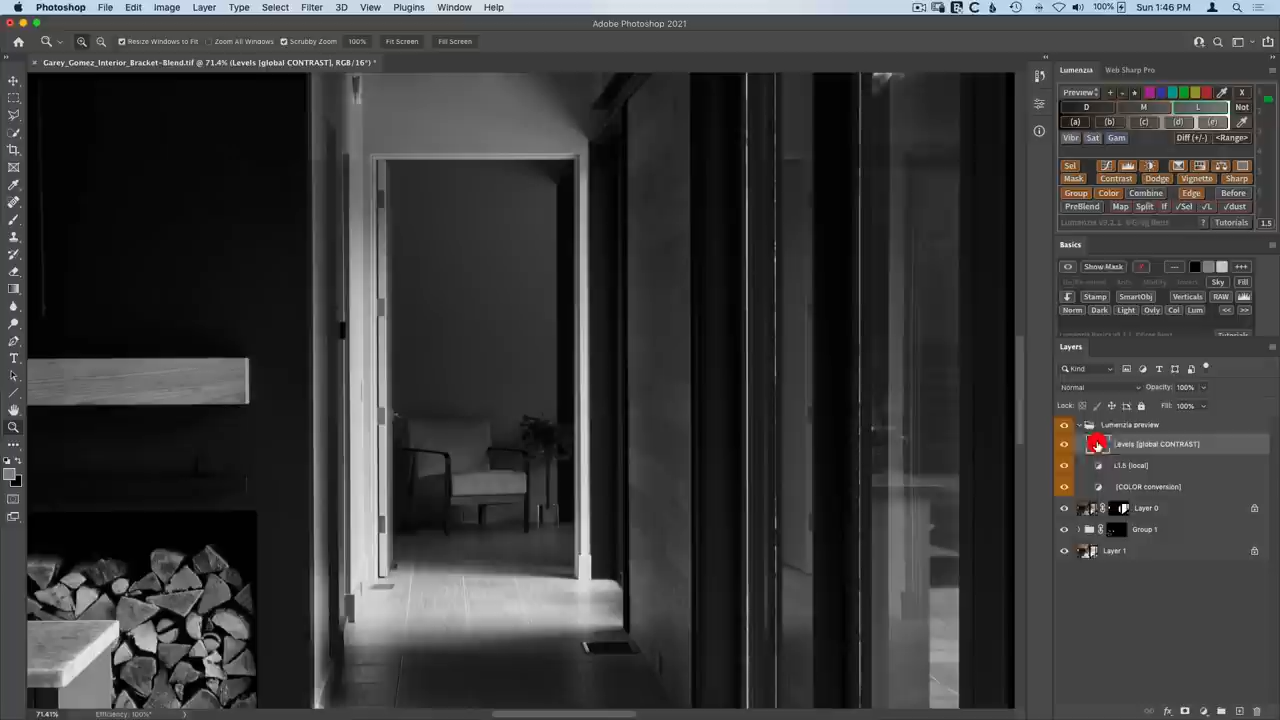 Photoshop File Edit Image Layer Type Select Filter 3D View Plugins Window Help
100% Sun 1:46 PM
Adobe Photoshop 2021
Resize Windows to Fit Zoom All Windows Scrubby Zoom 100% Fit Screen Fill Screen
Garey_Gomez_Interior_Bracket-Blend.tif @ 71.4% (Levels [global CONTRAST], RGB/16*) *
Lumenzia Web Sharp Pro
Preview + - X
D M L Not
(a) (b) (c) (d) (e)
Vibr Sat Gam Diff (+/-) <Range>
Sel
Mask Contrast Dodge Vignette Sharp
Group Color Combine Edge Before
PreBlend Map Split If √Sel √L √dust
? Tutorials 1.5
Basics
Show Mask +++
Sky Fill
Stamp SmartObj Verticals RAW
Norm Dark Light Ovly Col Lum << >>
Layers
Kind
Normal Opacity: 100%
Lock: Fill: 100%
Lumenzia preview
Levels [global CONTRAST]
L1.5 [local]
[COLOR conversion]
Layer 0
Group 1
Layer 1
71.41% Efficiency: 100%*